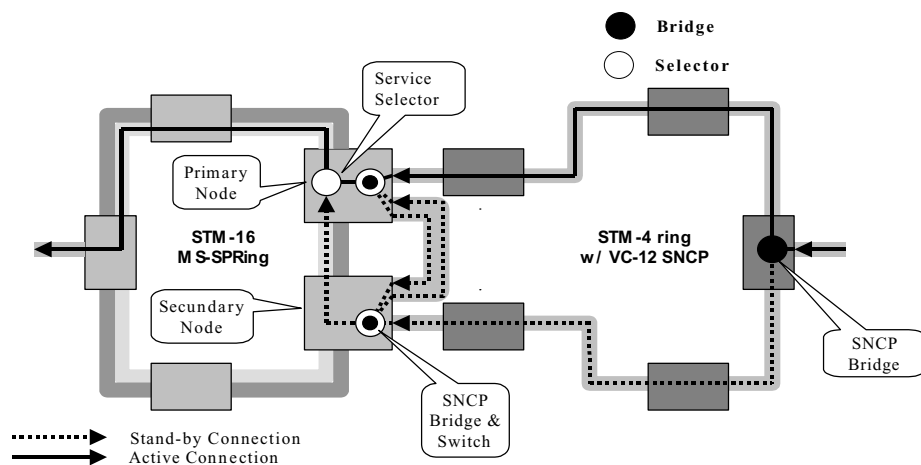 Bridge
Selector
Service
Selector
Primary
Node
STM-16
MS-SPRing
STM-4 ring
w/ VC-12 SNCP
Secundary
Node
SNCP
Bridge
SNCP
Bridge &
Switch
Stand-by Connection
Active Connection